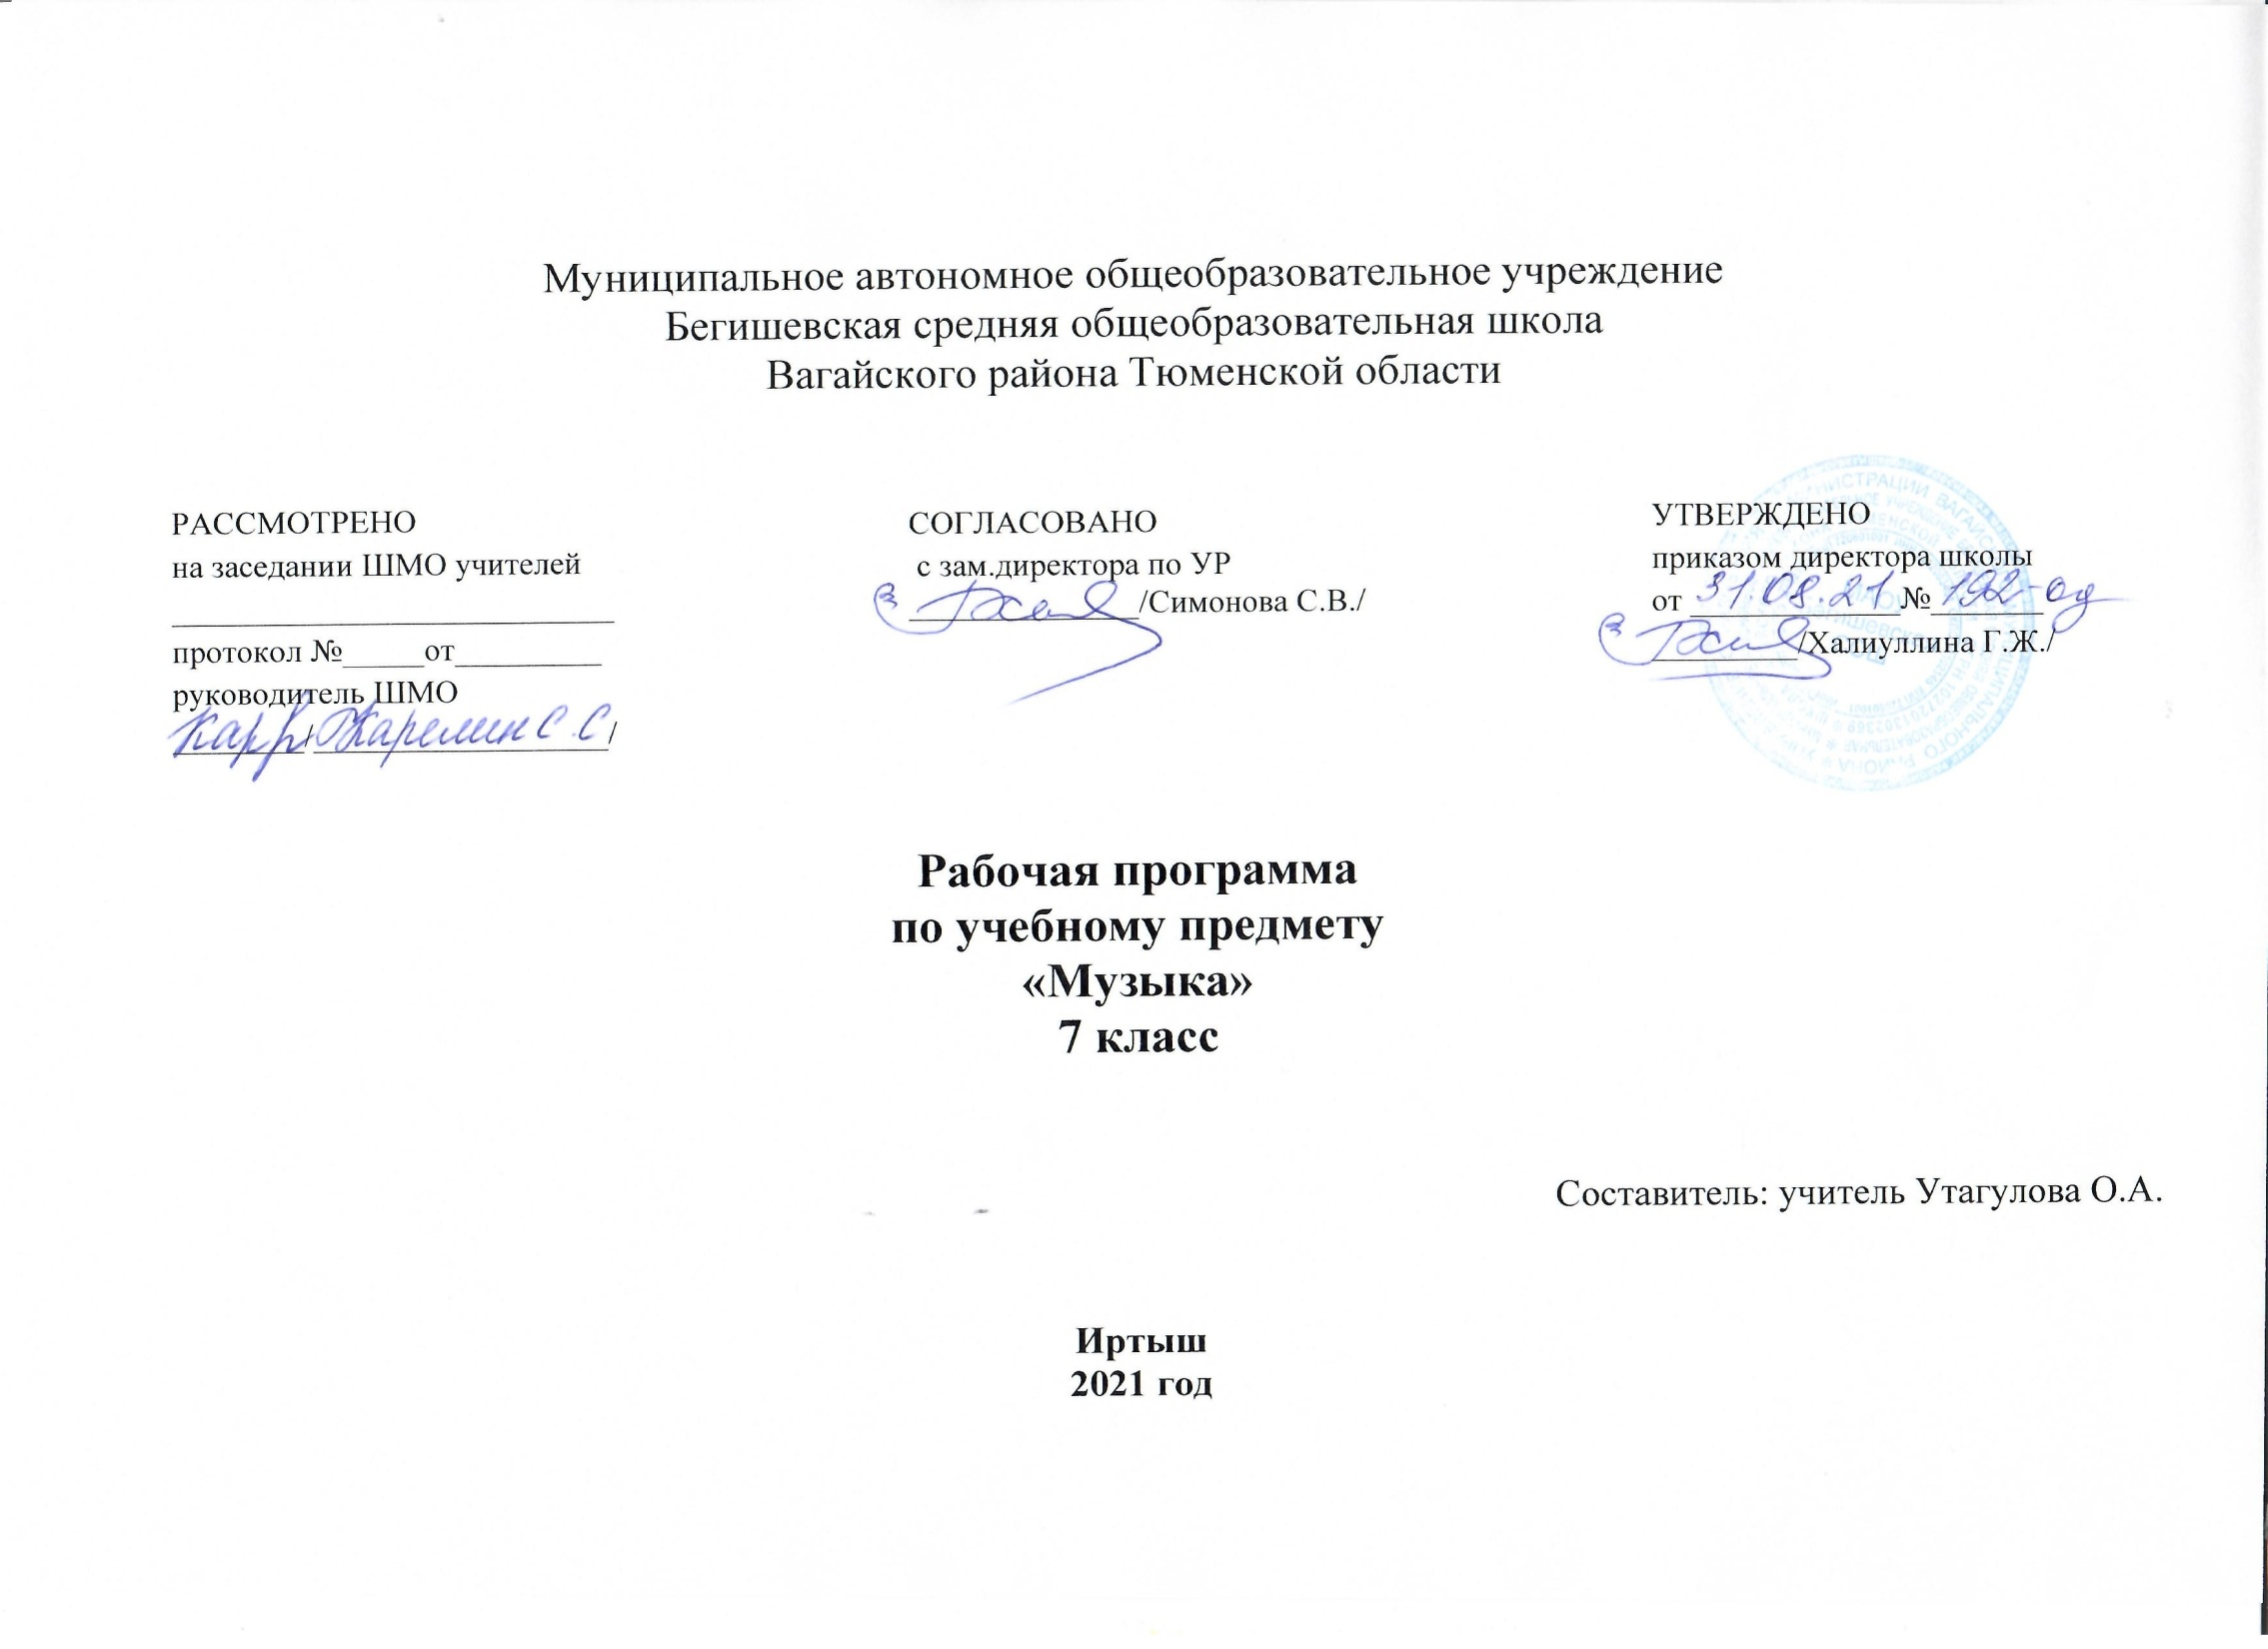 Муниципальное автономное общеобразовательное учреждение
Бегишевская средняя общеобразовательная школа
Вагайского района Тюменской области
РАССМОТРЕНО
на заседании ШМО учителей
протокол №______от___________
руководитель ШМО
СОГЛАСОВАНО
с зам.директора по УР
/Симонова С.В./
УТВЕРЖДЕНО
приказом директора школы
от 31.08.21 № 192-од
/Халиуллина Г.Ж./
Рабочая программа
по учебному предмету
«Музыка»
7 класс
Составитель: учитель Утагулова О.А.
Иртыш
2021 год